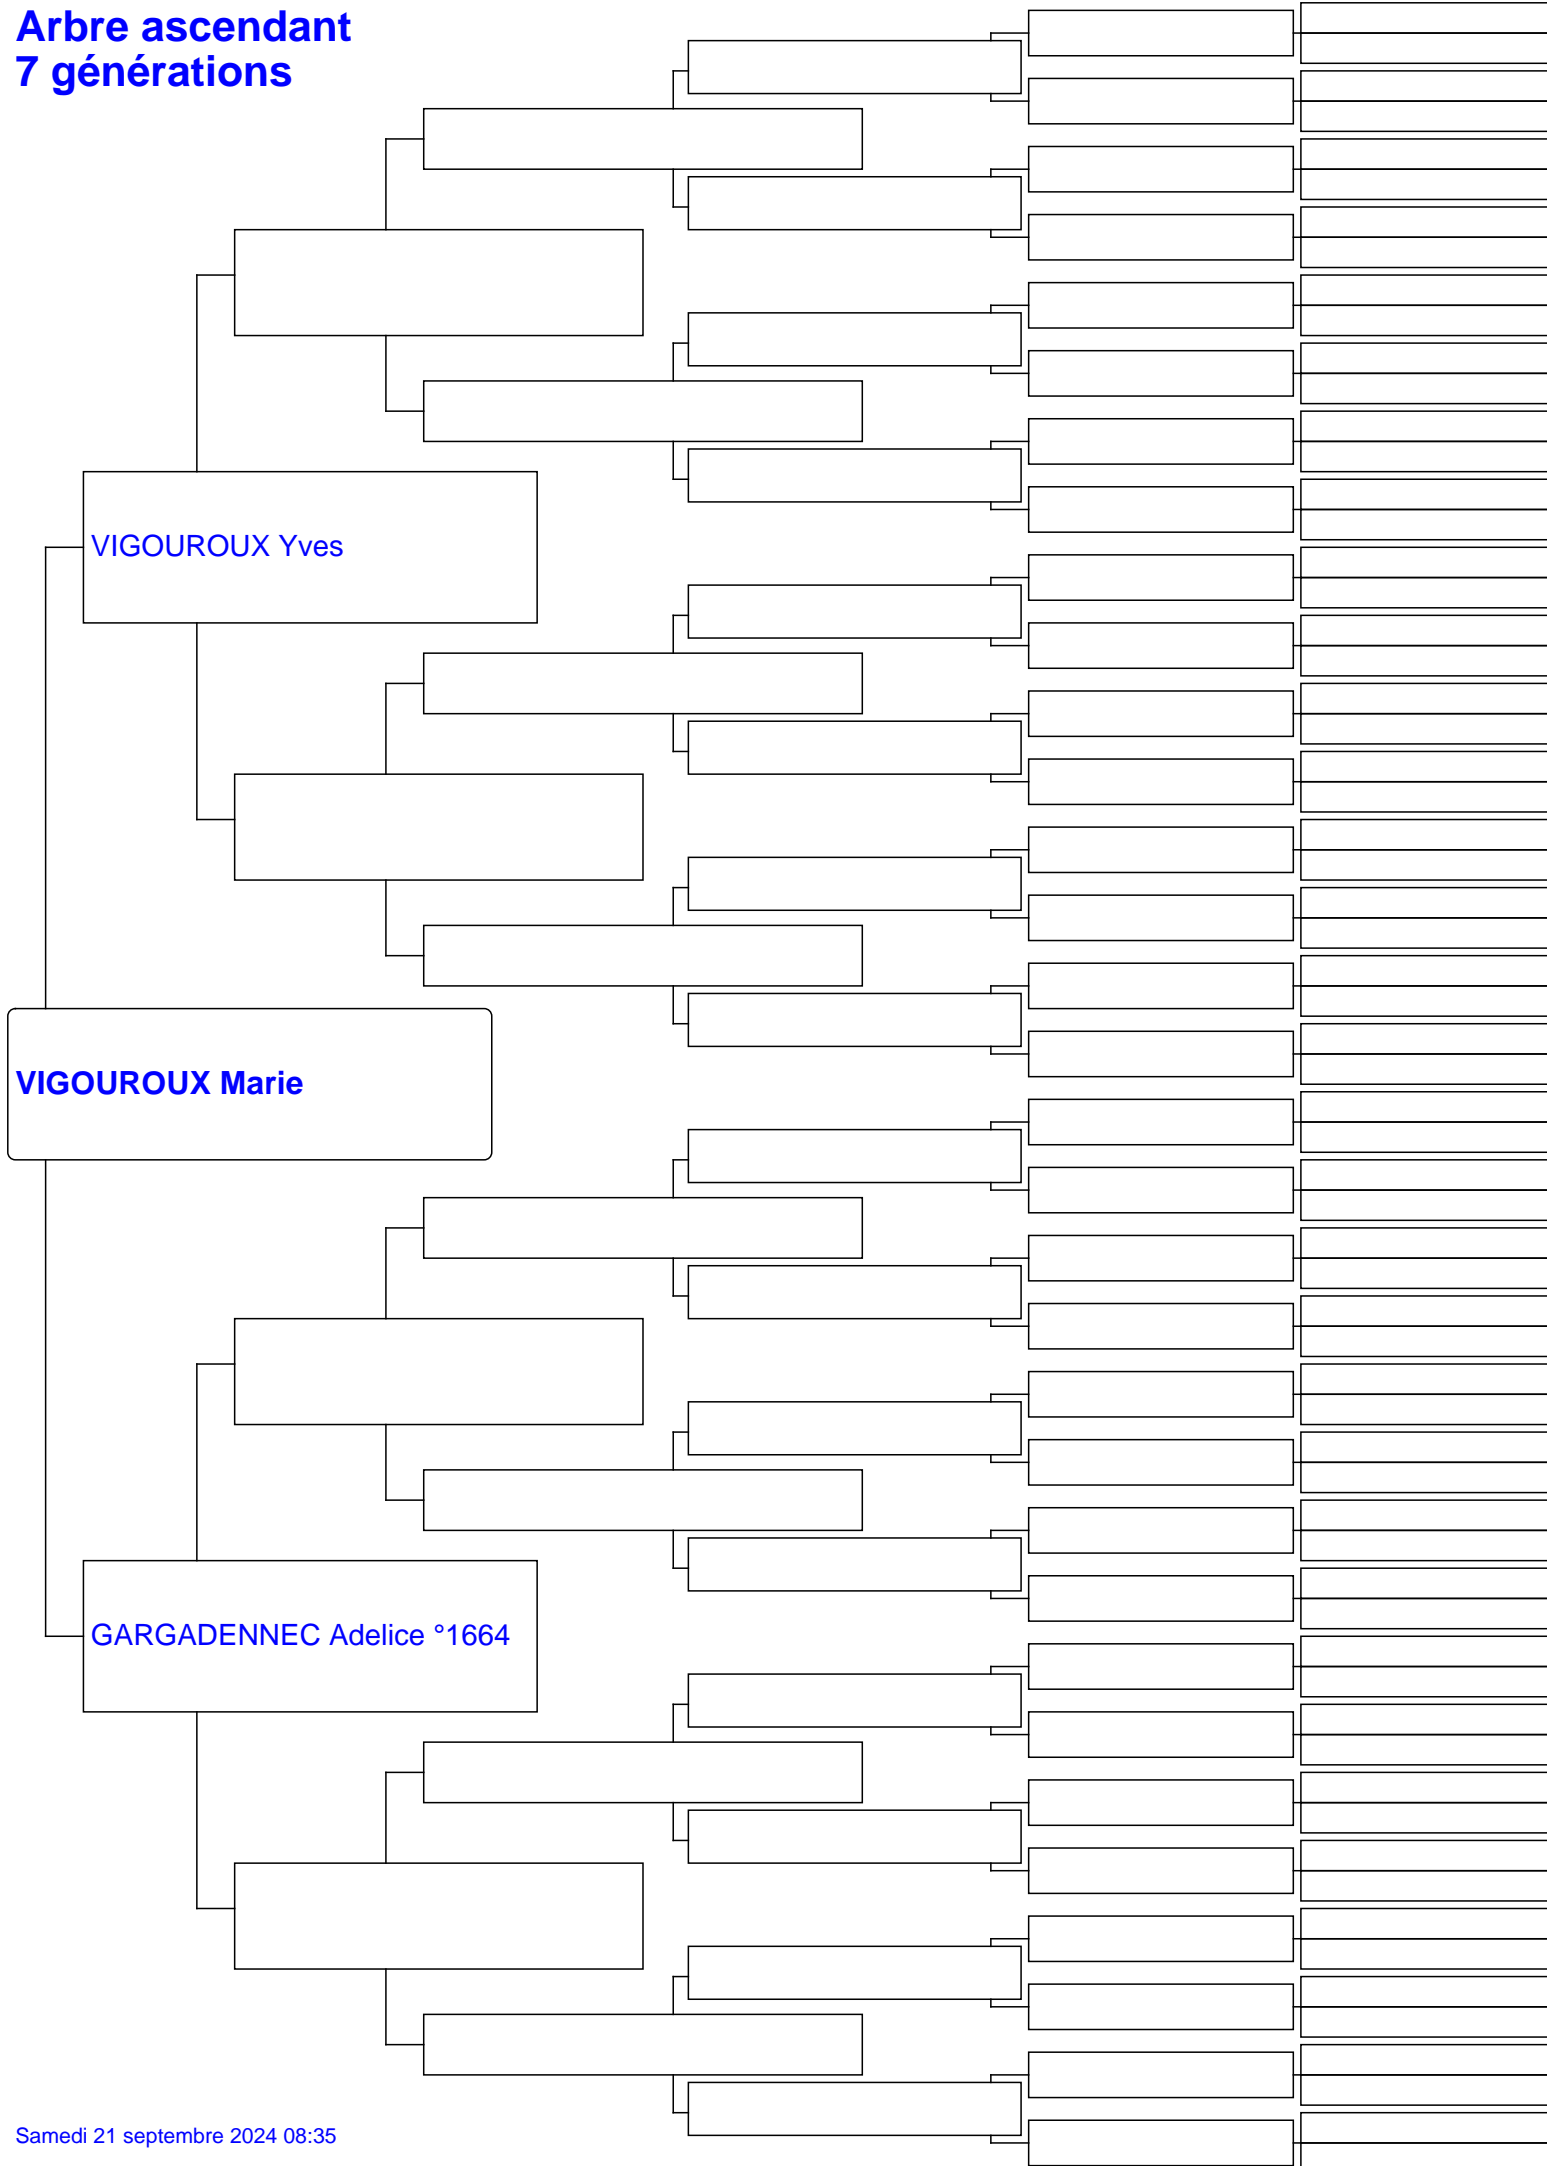 Arbre ascendant
7 générations
VIGOUROUX Yves
VIGOUROUX Marie
GARGADENNEC Adelice °1664
Samedi 21 septembre 2024 08:35